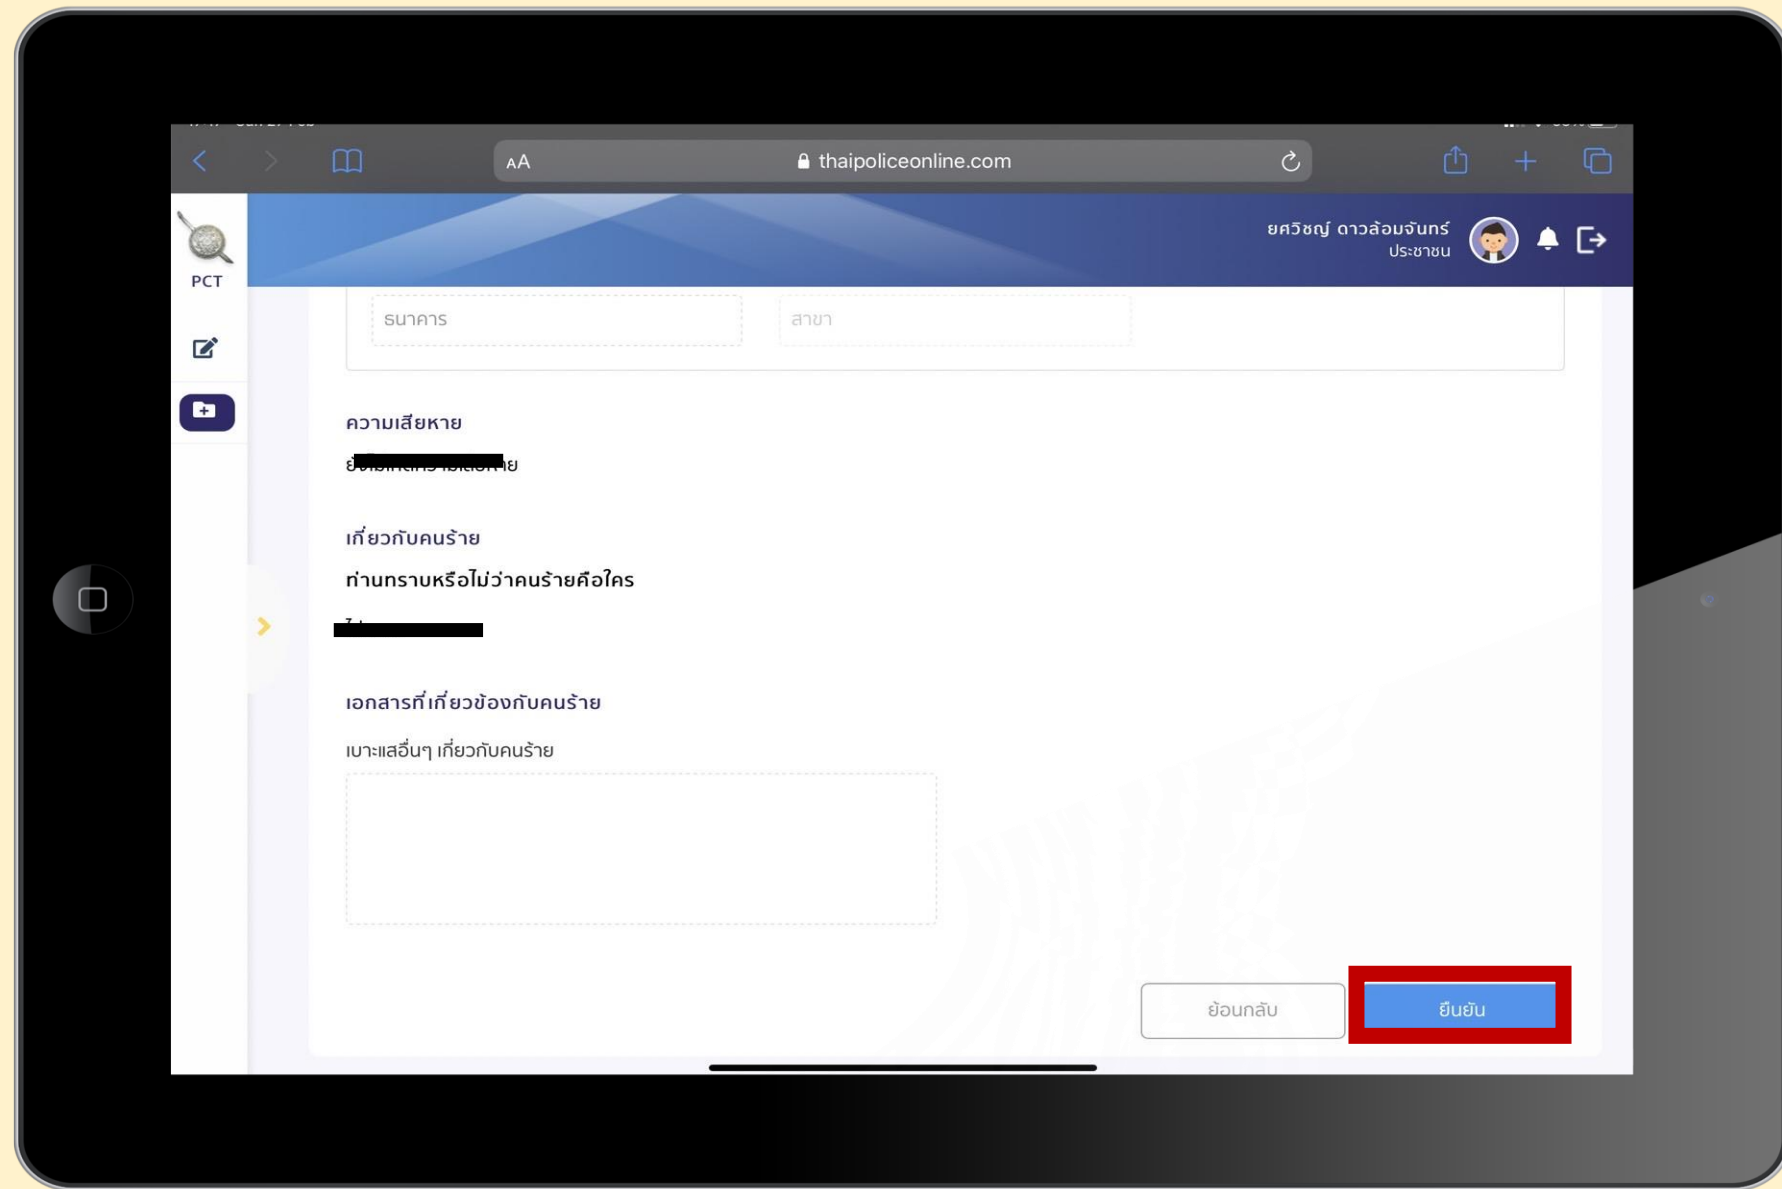 AA
thaipoliceonline.com
ยศวิชญ์ ดาวล้อมจันทร์
ประชาชน
PCT
ธนาคาร
สาขา
ความเสียหาย
เกี่ยวกับคนร้าย
ท่านทราบหรือไม่ว่าคนร้ายคือใคร
เอกสารที่เกี่ยวข้องกับคนร้าย
เบาะแสอื่นๆ เกี่ยวกับคนร้าย
ย้อนกลับ
ยืนยัน